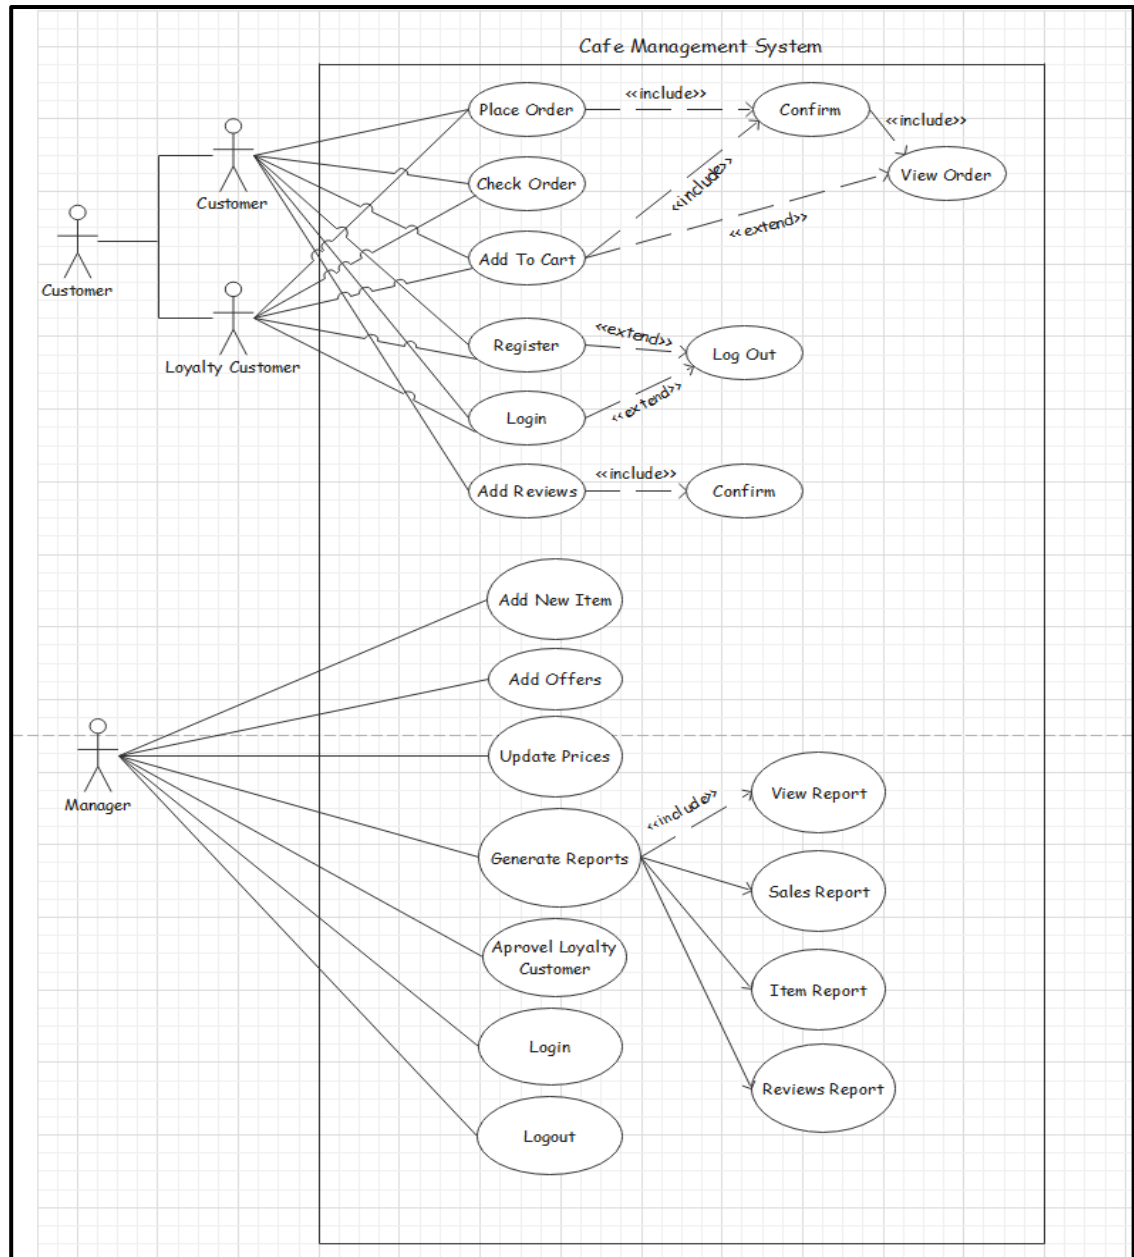 Cafe Management System
Place Order
<<include>>
Confirm
<<include>>
Customer
Check Order
<<include>>
View Order
Customer
Add To Cart
<<extend>>
Loyalty Customer
Register
<<extend>>
Log Out
Login
<<extend>>
Add Reviews
<<include>>
Confirm
Add New Item
Add Offers
Manager
Update Prices
Generate Reports
<<include>>
View Report
Sales Report
Aprovel Loyalty
Customer
Item Report
Login
Reviews Report
Logout